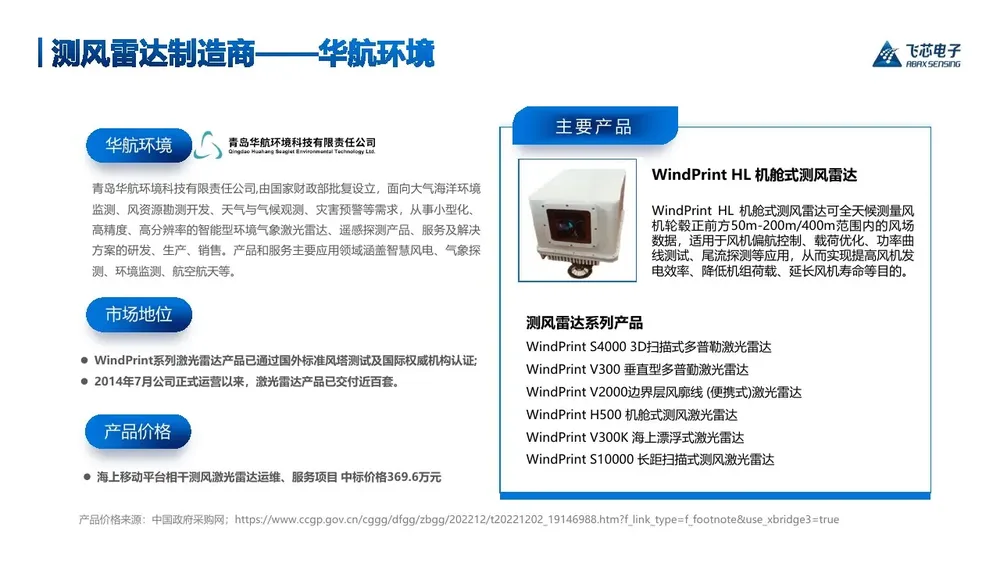 测风雷达制造商——华航环境
飞芯电子
ABAX SENSING
华航环境
青岛华航环境科技有限责任公司
Qingdao Huahang Seaglet Environmental Technology Ltd.
青岛华航环境科技有限责任公司,由国家财政部批复设立，面向大气海洋环境
监测、风资源勘测开发、天气与气候观测、灾害预警等需求，从事小型化、
高精度、高分辨率的智能型环境气象激光雷达、遥感探测产品、服务及解决
方案的研发、生产、销售。产品和服务主要应用领域涵盖智慧风电、气象探
测、环境监测、航空航天等。
市场地位
● WindPrint系列激光雷达产品已通过国外标准风塔测试及国际权威机构认证;
● 2014年7月公司正式运营以来，激光雷达产品已交付近百套。
产品价格
● 海上移动平台相干测风激光雷达运维、服务项目 中标价格369.6万元
主要产品
WindPrint HL 机舱式测风雷达
WindPrint HL 机舱式测风雷达可全天候测量风
机轮毂正前方50m-200m/400m范围内的风场
数据，适用于风机偏航控制、载荷优化、功率曲
线测试、尾流探测等应用，从而实现提高风机发
电效率、降低机组荷载、延长风机寿命等目的。
测风雷达系列产品
WindPrint S4000 3D扫描式多普勒激光雷达
WindPrint V300 垂直型多普勒激光雷达
WindPrint V2000边界层风廓线 (便携式)激光雷达
WindPrint H500 机舱式测风激光雷达
WindPrint V300K 海上漂浮式激光雷达
WindPrint S10000 长距扫描式测风激光雷达
产品价格来源：中国政府采购网；https://www.ccgp.gov.cn/cggg/dfgg/zbgg/202212/t20221202_19146988.htm?f_link_type=f_footnote&use_xbridge3=true